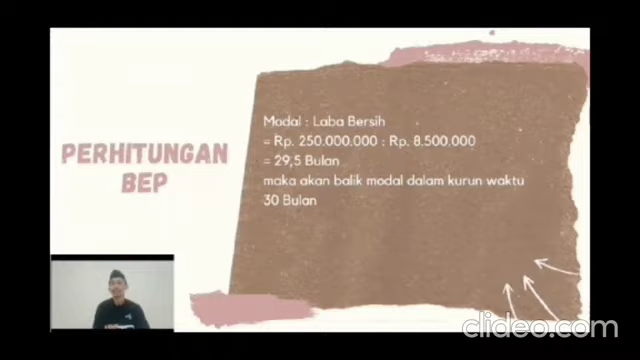 PERHITUNGAN
BEP
Modal : Laba Bersih
= Rp. 250.000.000 : Rp. 8.500.000
= 29,5 Bulan
maka akan balik modal dalam kurun waktu
30 Bulan
clideo.com